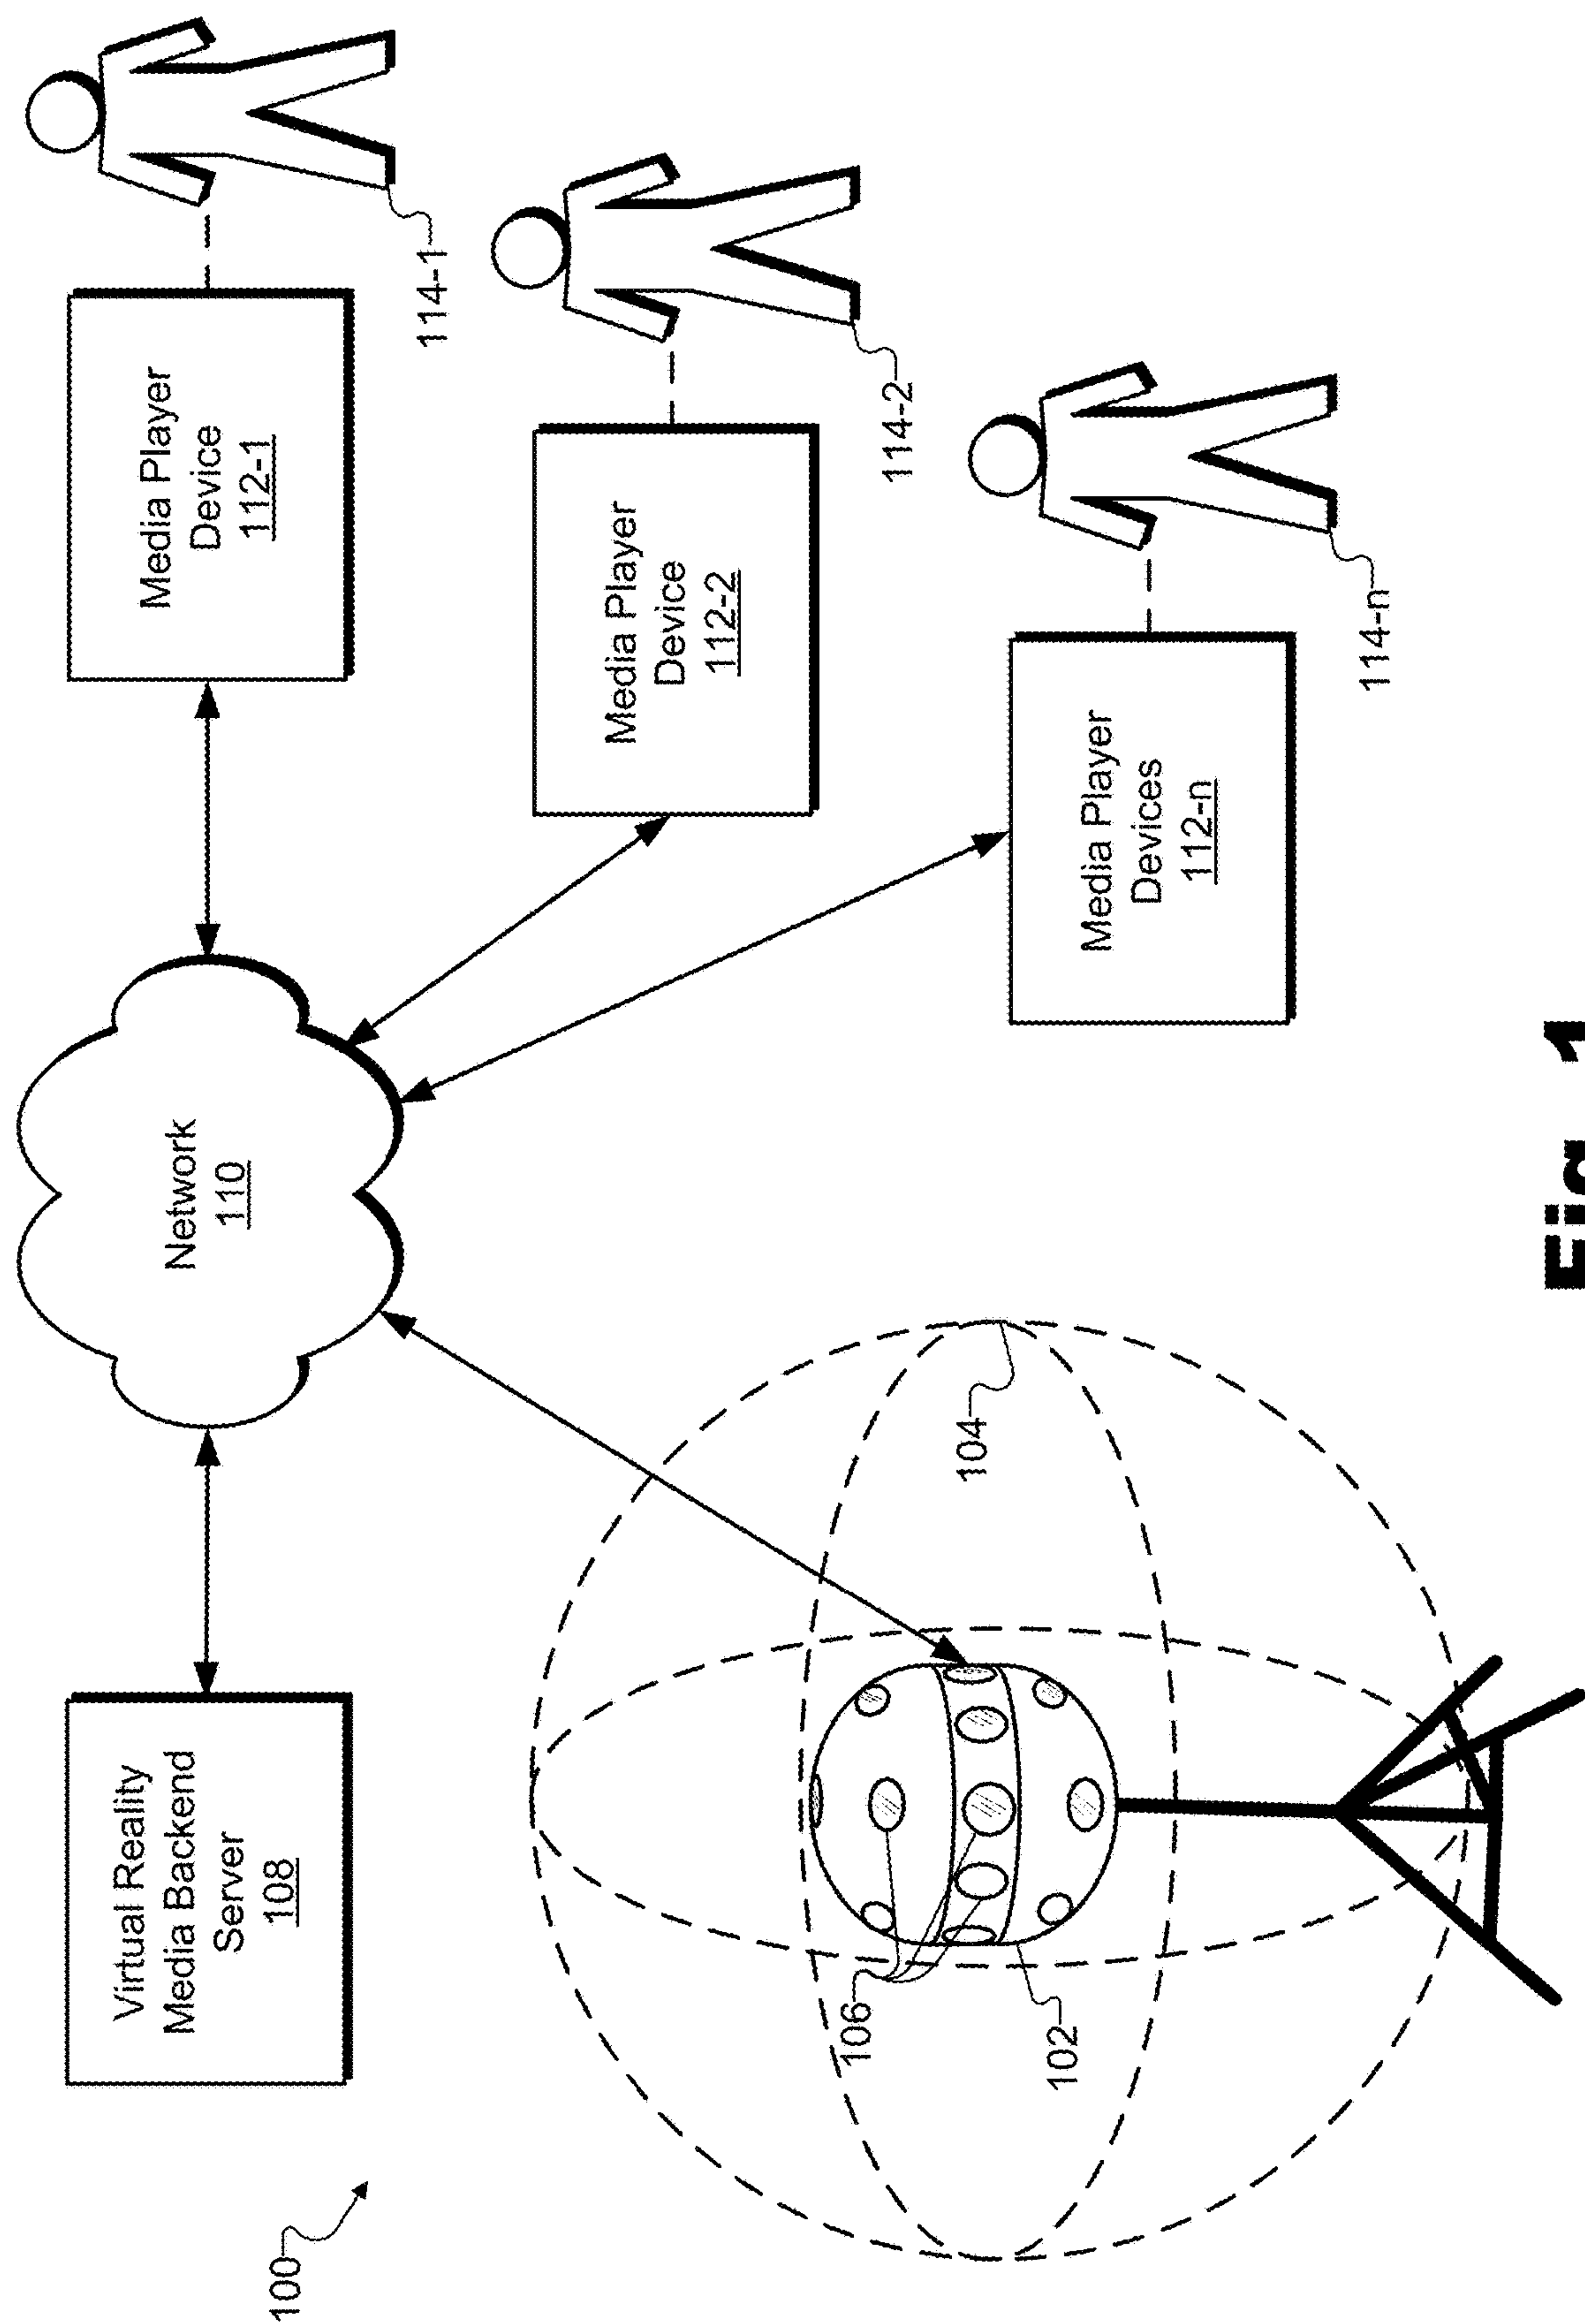 100
Virtual Reality
Media Backend
Server
108
Network
110
Media Player
Device
112-1
114-1
Media Player
Device
112-2
114-2
Media Player
Devices
112-n
114-n
104
106
102
Fig. 1